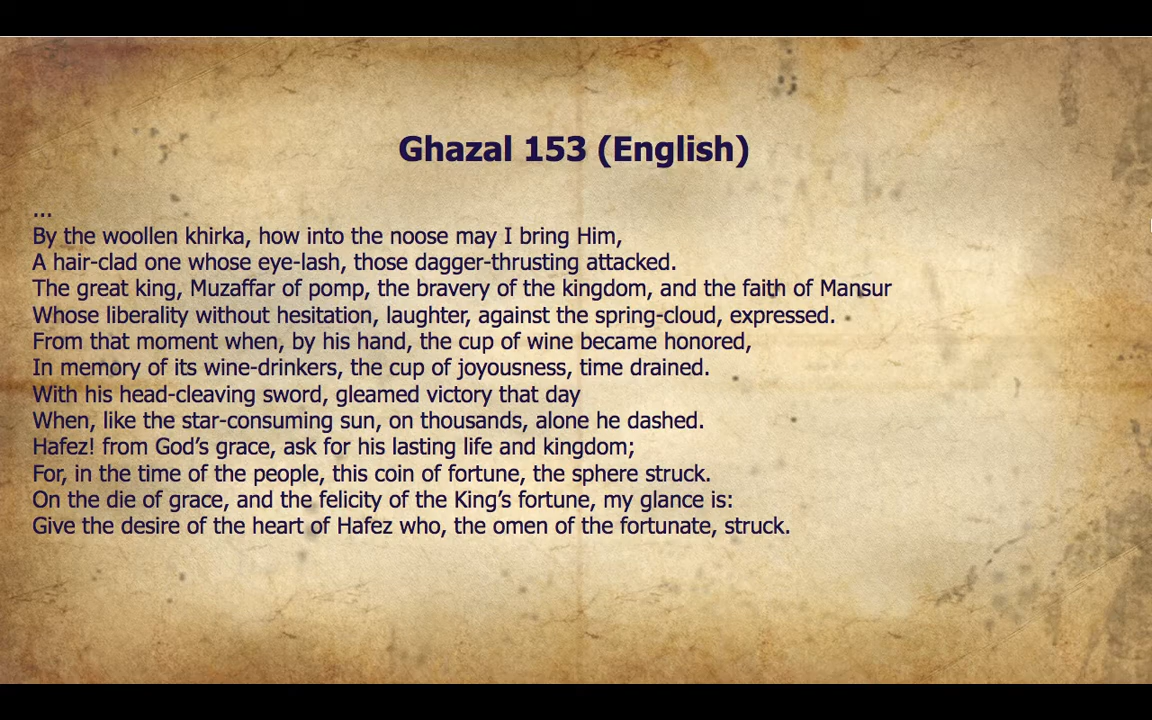 Ghazal 153 (English)
...
By the woollen khirka, how into the noose may I bring Him,
A hair-clad one whose eye-lash, those dagger-thrusting attacked.
The great king, Muzaffar of pomp, the bravery of the kingdom, and the faith of Mansur
Whose liberality without hesitation, laughter, against the spring-cloud, expressed.
From that moment when, by his hand, the cup of wine became honored,
In memory of its wine-drinkers, the cup of joyousness, time drained.
With his head-cleaving sword, gleamed victory that day
When, like the star-consuming sun, on thousands, alone he dashed.
Hafez! from God’s grace, ask for his lasting life and kingdom;
For, in the time of the people, this coin of fortune, the sphere struck.
On the die of grace, and the felicity of the King’s fortune, my glance is:
Give the desire of the heart of Hafez who, the omen of the fortunate, struck.